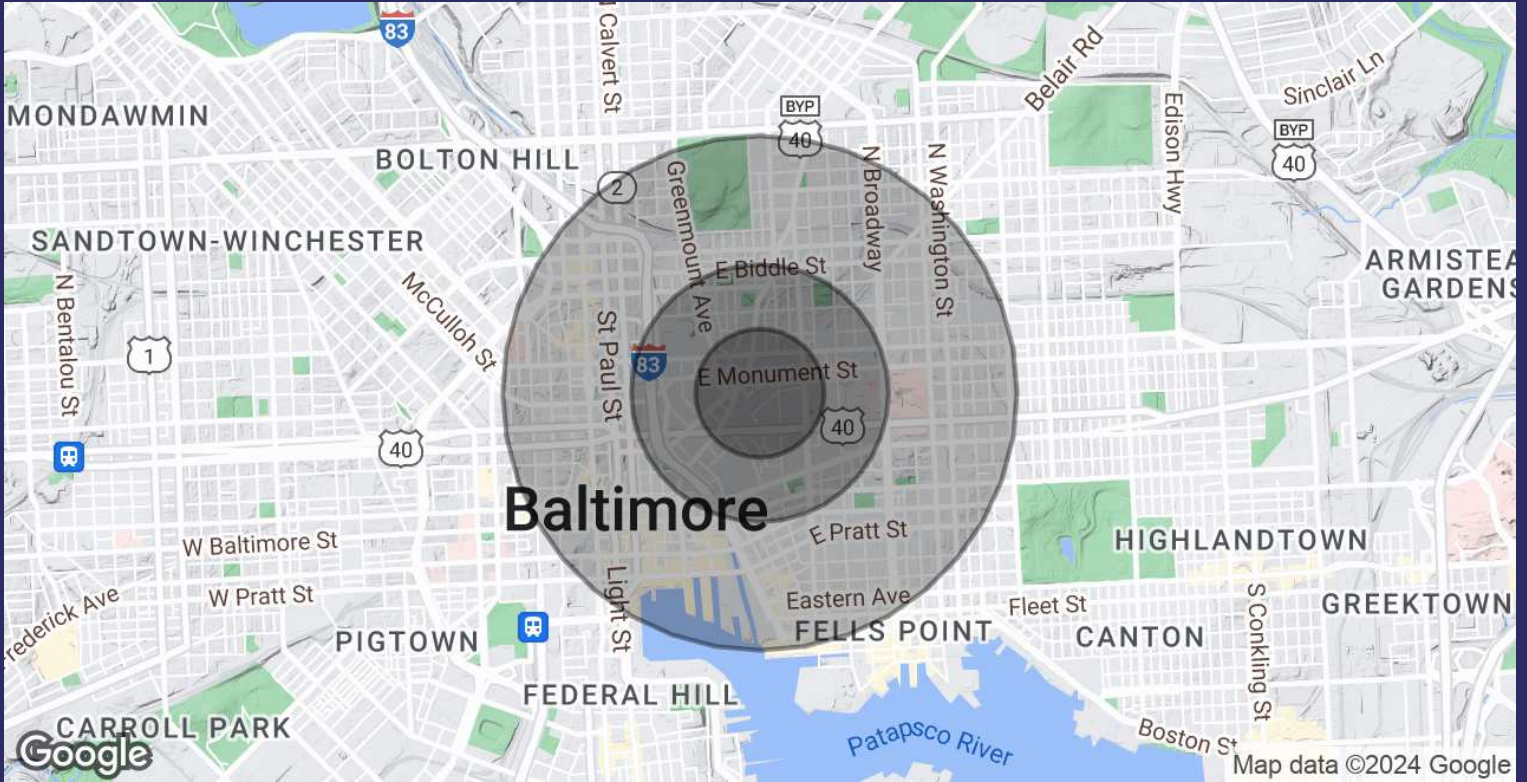 83
N Calvert St
Belair Rd
Sinclair Ln
MONDAWMIN
BYP
40
Edison Hwy
BYP
40
BOLTON HILL
2
Greenmount Ave
N Broadway
N Washington St
SANDTOWN-WINCHESTER
E Biddle St
ARMISTEA
GARDENS
N Bentalou St
McCulloh St
St Paul St
1
83
E Monument St
40
40
Baltimore
E Pratt St
W Baltimore St
HIGHLANDTOWN
Light St
W Pratt St
Eastern Ave
Fleet St
S Conkling St
GREEKTOWN
Frederick Ave
PIGTOWN
FELLS POINT
CANTON
FEDERAL HILL
CARROLL PARK
Patapsco River
Boston St
Google
Map data ©2024 Google